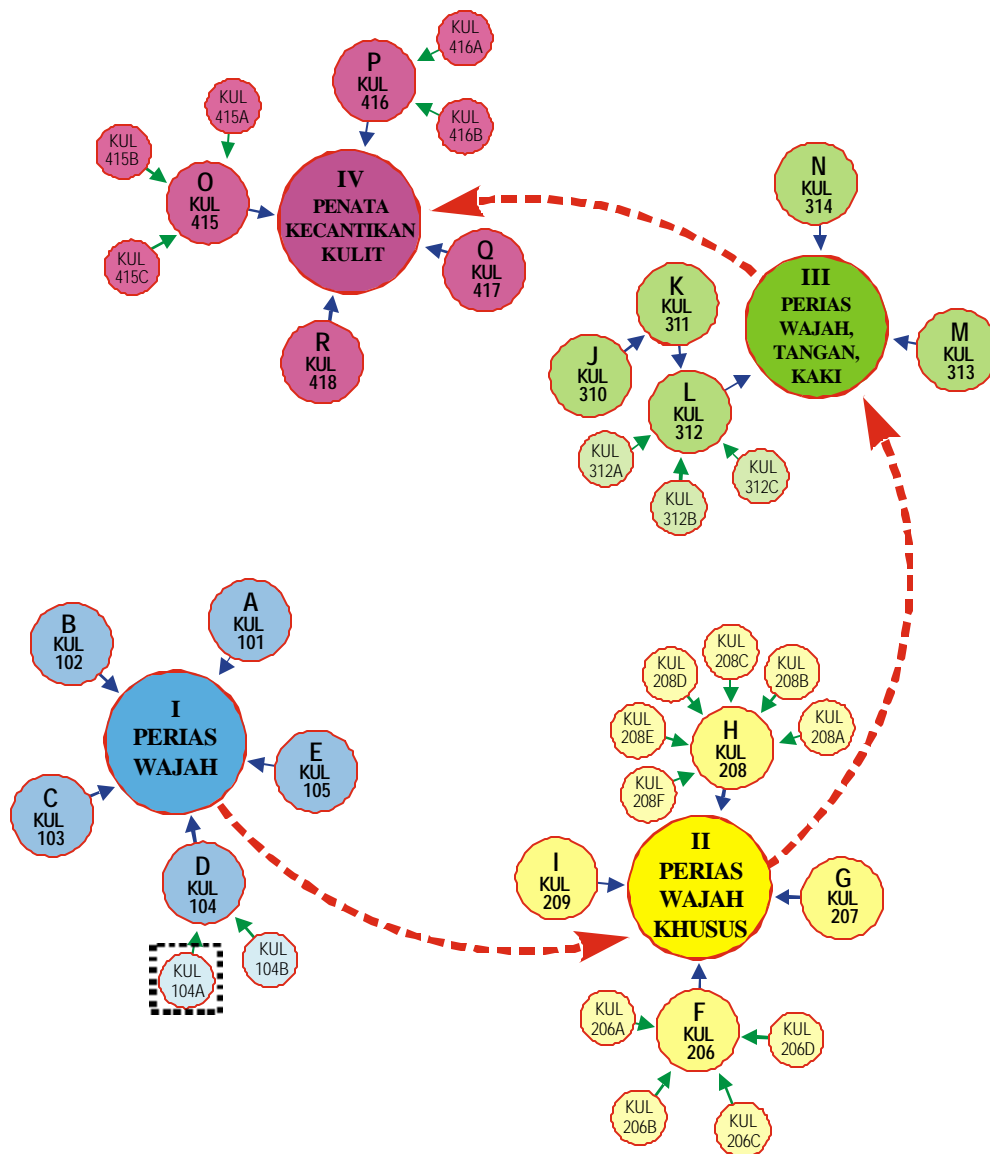 KUL
416A
P
KUL
416
KUL
416B
KUL
415A
KUL
415B
O
KUL
415
KUL
415C
IV
PENATA
KECANTIKAN
KULIT
Q
KUL
417
R
KUL
418
N
KUL
314
III
PERIAS
WAJAH,
TANGAN,
KAKI
M
KUL
313
K
KUL
311
J
KUL
310
L
KUL
312
KUL
312A
KUL
312B
KUL
312C
A
KUL
101
B
KUL
102
I
PERIAS
WAJAH
E
KUL
105
C
KUL
103
D
KUL
104
KUL
104A
KUL
104B
KUL
208C
KUL
208D
KUL
208B
KUL
208E
H
KUL
208
KUL
208A
KUL
208F
II
PERIAS
WAJAH
KHUSUS
I
KUL
209
G
KUL
207
F
KUL
206
KUL
206A
KUL
206D
KUL
206B
KUL
206C